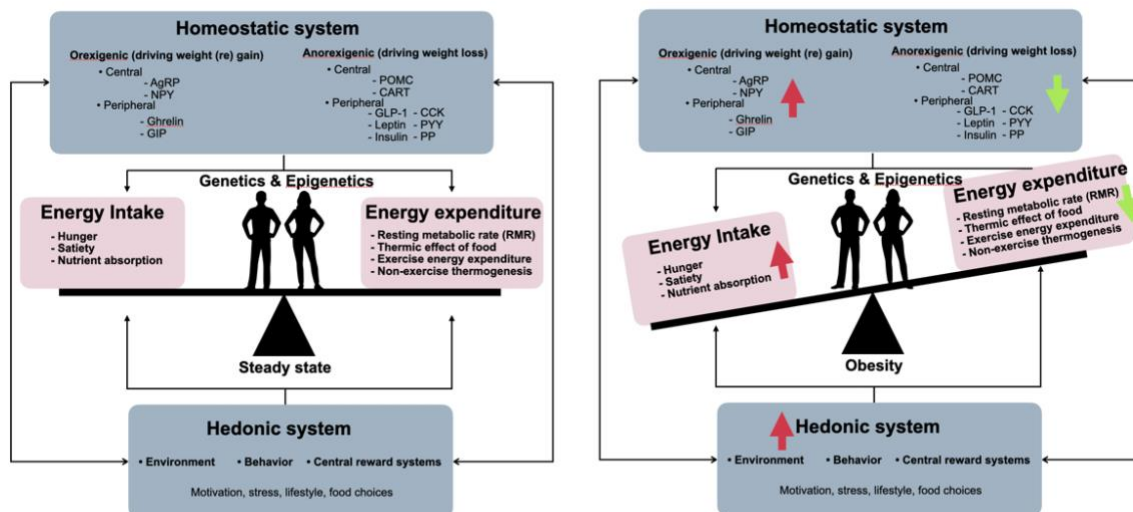 Homeostatic system
Orexigenic (driving weight (re) gain)
• Central
- AgRP
- NPY
• Peripheral
- Ghrelin
- GIP
Anorexigenic (driving weight loss)
• Central
- POMC
- CART
• Peripheral
- GLP-1 - CCK
- Leptin - PYY
- Insulin - PP
Genetics & Epigenetics
Energy Intake
- Hunger
- Satiety
- Nutrient absorption
Energy expenditure
- Resting metabolic rate (RMR)
- Thermic effect of food
- Exercise energy expenditure
- Non-exercise thermogenesis
Steady state
Hedonic system
• Environment • Behavior • Central reward systems
Motivation, stress, lifestyle, food choices
Homeostatic system
Orexigenic (driving weight (re) gain)
• Central
- AgRP
- NPY
• Peripheral
- Ghrelin
- GIP
Anorexigenic (driving weight loss)
• Central
- POMC
- CART
• Peripheral
- GLP-1 - CCK
- Leptin - PYY
- Insulin - PP
Genetics & Epigenetics
Energy Intake
- Hunger
- Satiety
- Nutrient absorption
Energy expenditure
- Resting metabolic rate (RMR)
- Thermic effect of food
- Exercise energy expenditure
- Non-exercise thermogenesis
Obesity
Hedonic system
• Environment • Behavior • Central reward systems
Motivation, stress, lifestyle, food choices